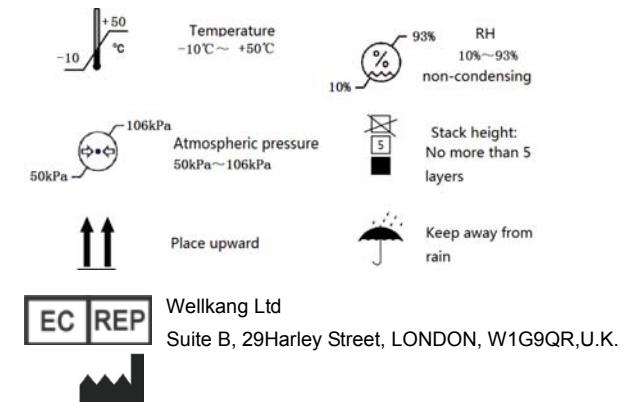 +50
℃
-10
Temperature
-10℃～ +50℃
93%
%
10%
RH
10%～93%
non-condensing
106kPa
50kPa
Atmospheric pressure
50kPa～106kPa
5
Stack height:
No more than 5
layers
Place upward
Keep away from
rain
EC REP
Wellkang Ltd
Suite B, 29Harley Street, LONDON, W1G9QR,U.K.